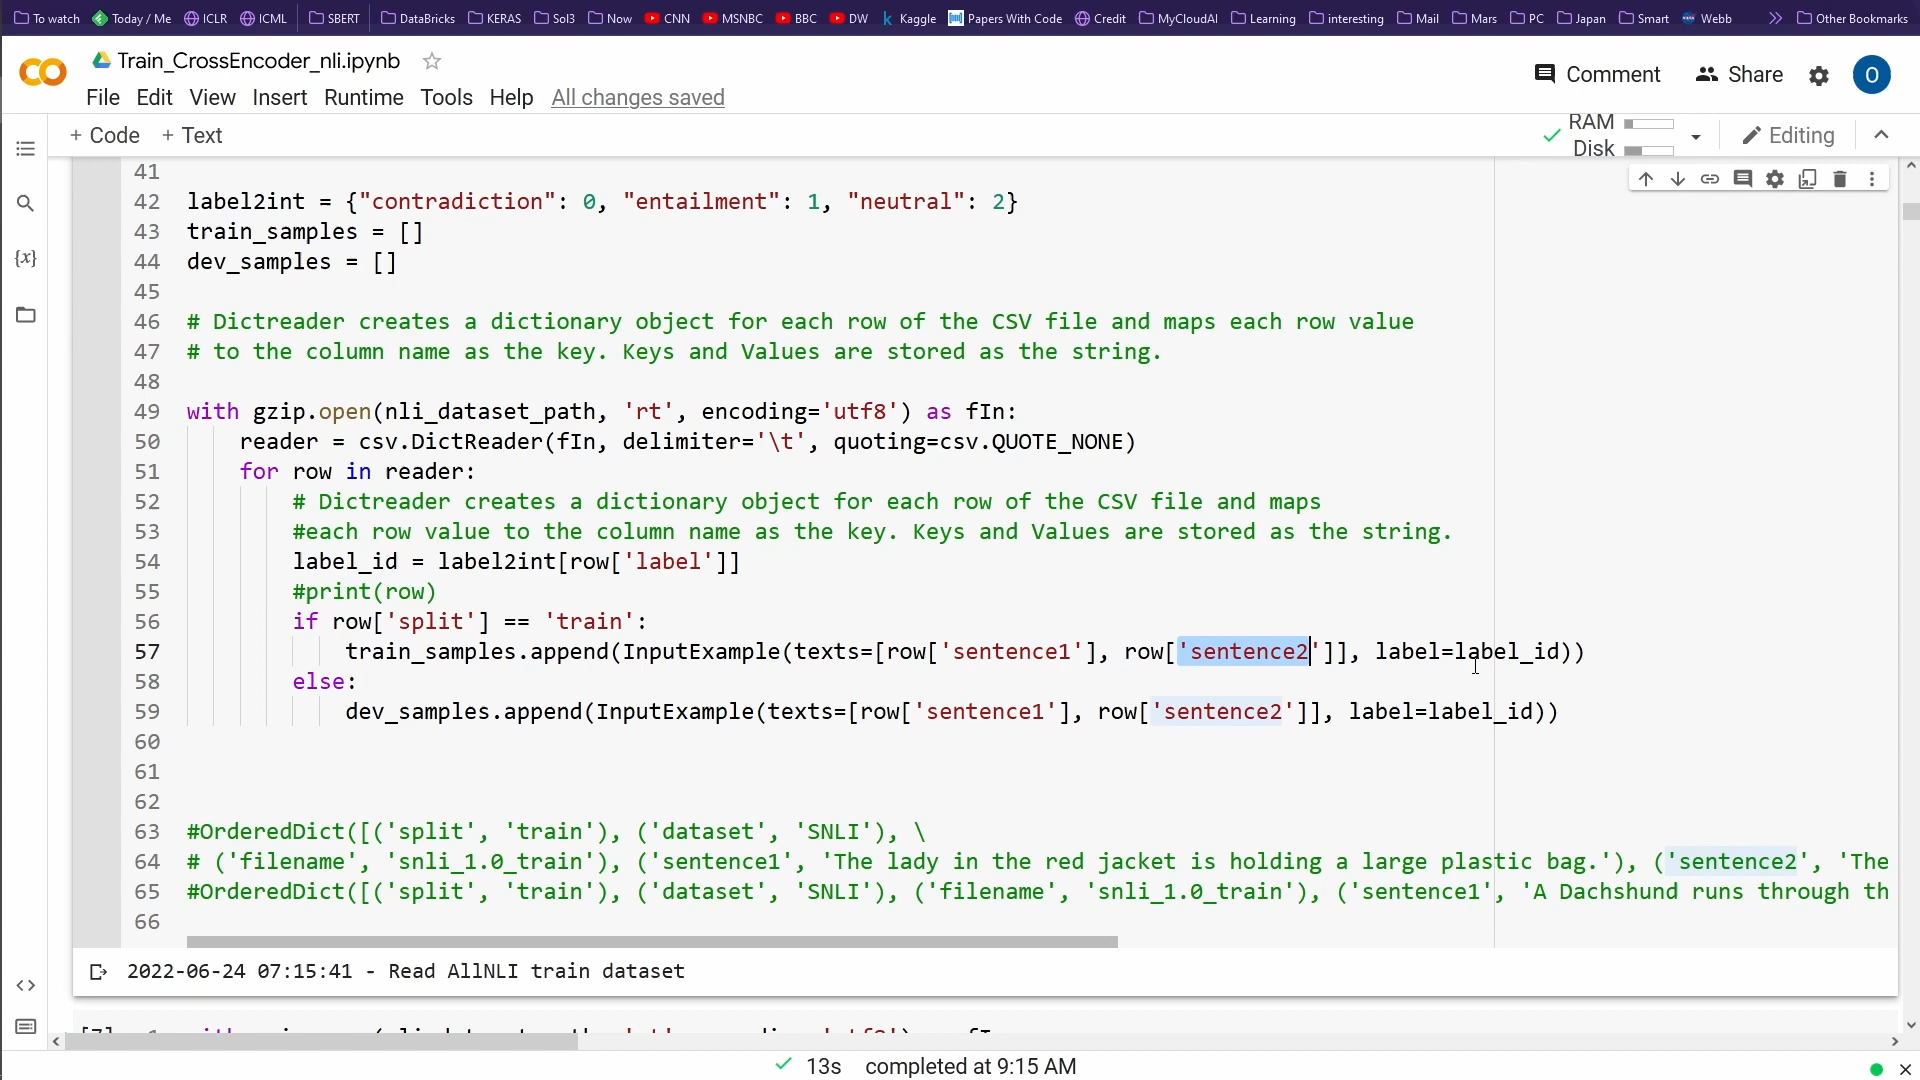 To watch Today / Me ICLR ICML SBERT DataBricks KERAS Sol3 Now CNN MSNBC BBC DW Kaggle Papers With Code Credit MyCloudAI Learning interesting Mail Mars PC Japan Smart Webb Other Bookmarks
Train_CrossEncoder_nli.ipynb
Comment Share O
File Edit View Insert Runtime Tools Help All changes saved
+ Code + Text
RAM
Disk
Editing
41
42 label2int = {"contradiction": 0, "entailment": 1, "neutral": 2}
43 train_samples = []
44 dev_samples = []
45
46 # Dictreader creates a dictionary object for each row of the CSV file and maps each row value
47 # to the column name as the key. Keys and Values are stored as the string.
48
49 with gzip.open(nli_dataset_path, 'rt', encoding='utf8') as fIn:
50 reader = csv.DictReader(fIn, delimiter='\t', quoting=csv.QUOTE_NONE)
51 for row in reader:
52 # Dictreader creates a dictionary object for each row of the CSV file and maps
53 #each row value to the column name as the key. Keys and Values are stored as the string.
54 label_id = label2int[row['label']]
55 #print(row)
56 if row['split'] == 'train':
57 train_samples.append(InputExample(texts=[row['sentence1'], row['sentence2']], label=label_id))
58 else:
59 dev_samples.append(InputExample(texts=[row['sentence1'], row['sentence2']], label=label_id))
60
61
62
63 #OrderedDict([('split', 'train'), ('dataset', 'SNLI'), \
64 # ('filename', 'snli_1.0_train'), ('sentence1', 'The lady in the red jacket is holding a large plastic bag.'), ('sentence2', 'The
65 #OrderedDict([('split', 'train'), ('dataset', 'SNLI'), ('filename', 'snli_1.0_train'), ('sentence1', 'A Dachshund runs through th
66
2022-06-24 07:15:41 - Read AllNLI train dataset
13s completed at 9:15 AM